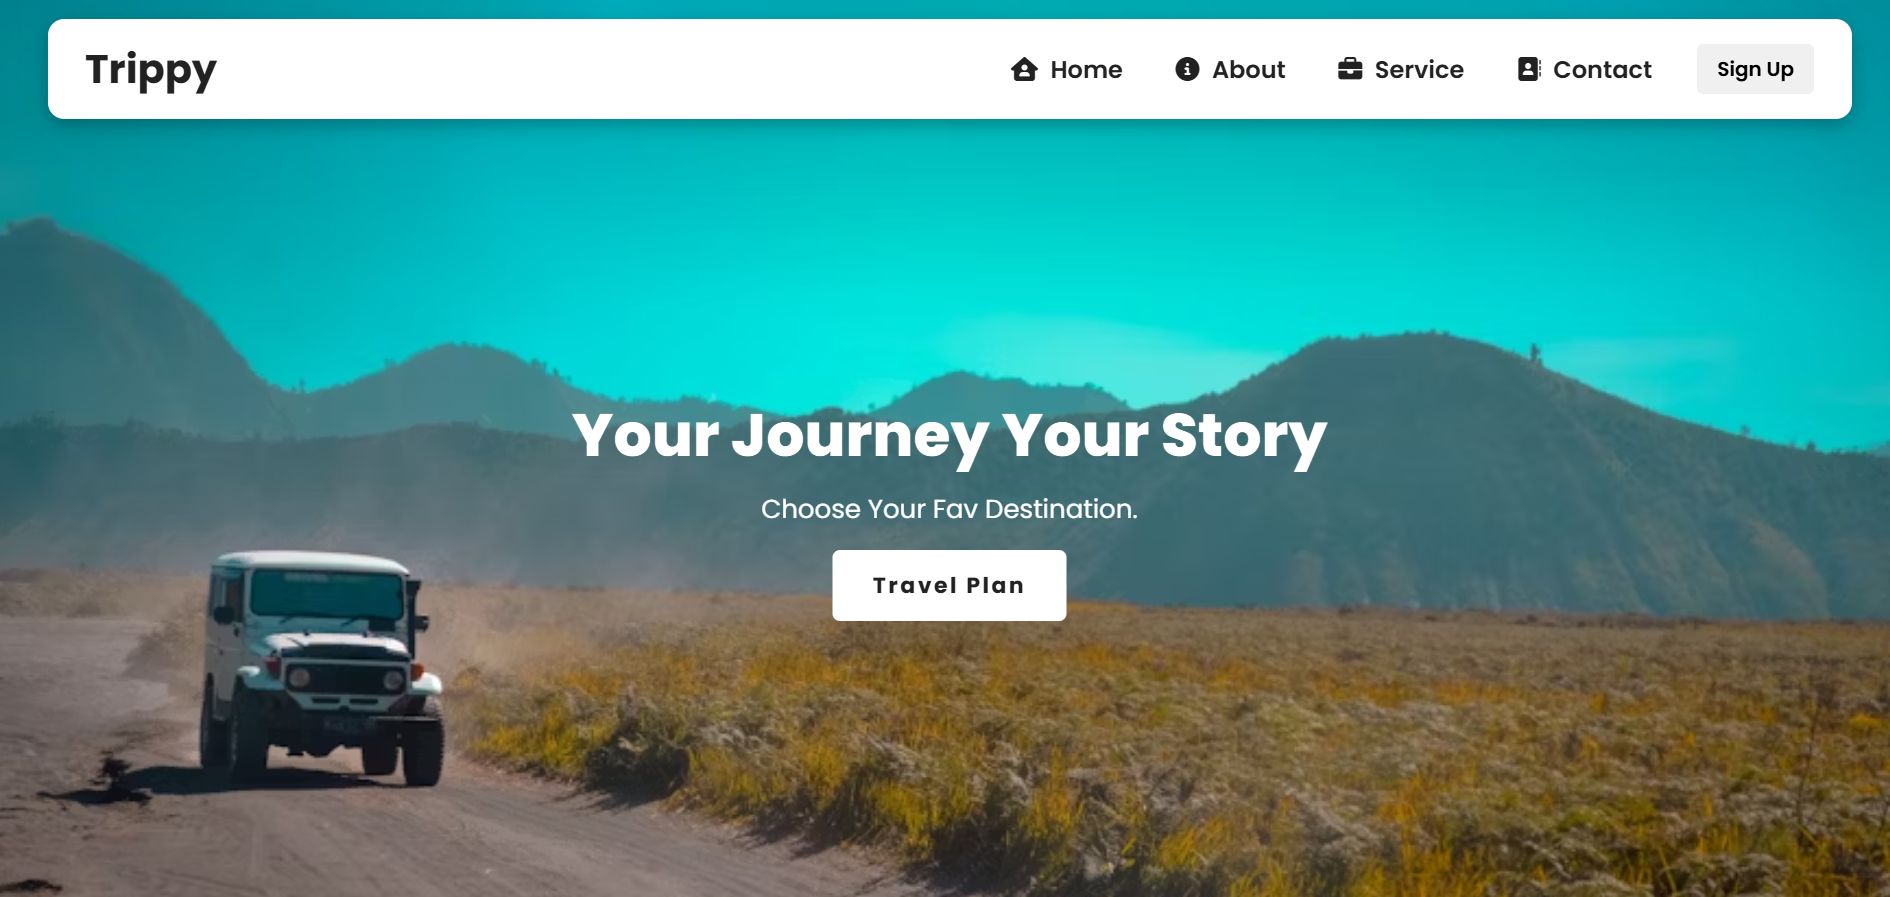 Trippy
Home About Service Contact Sign Up
Your Journey Your Story
Choose Your Fav Destination.
Travel Plan